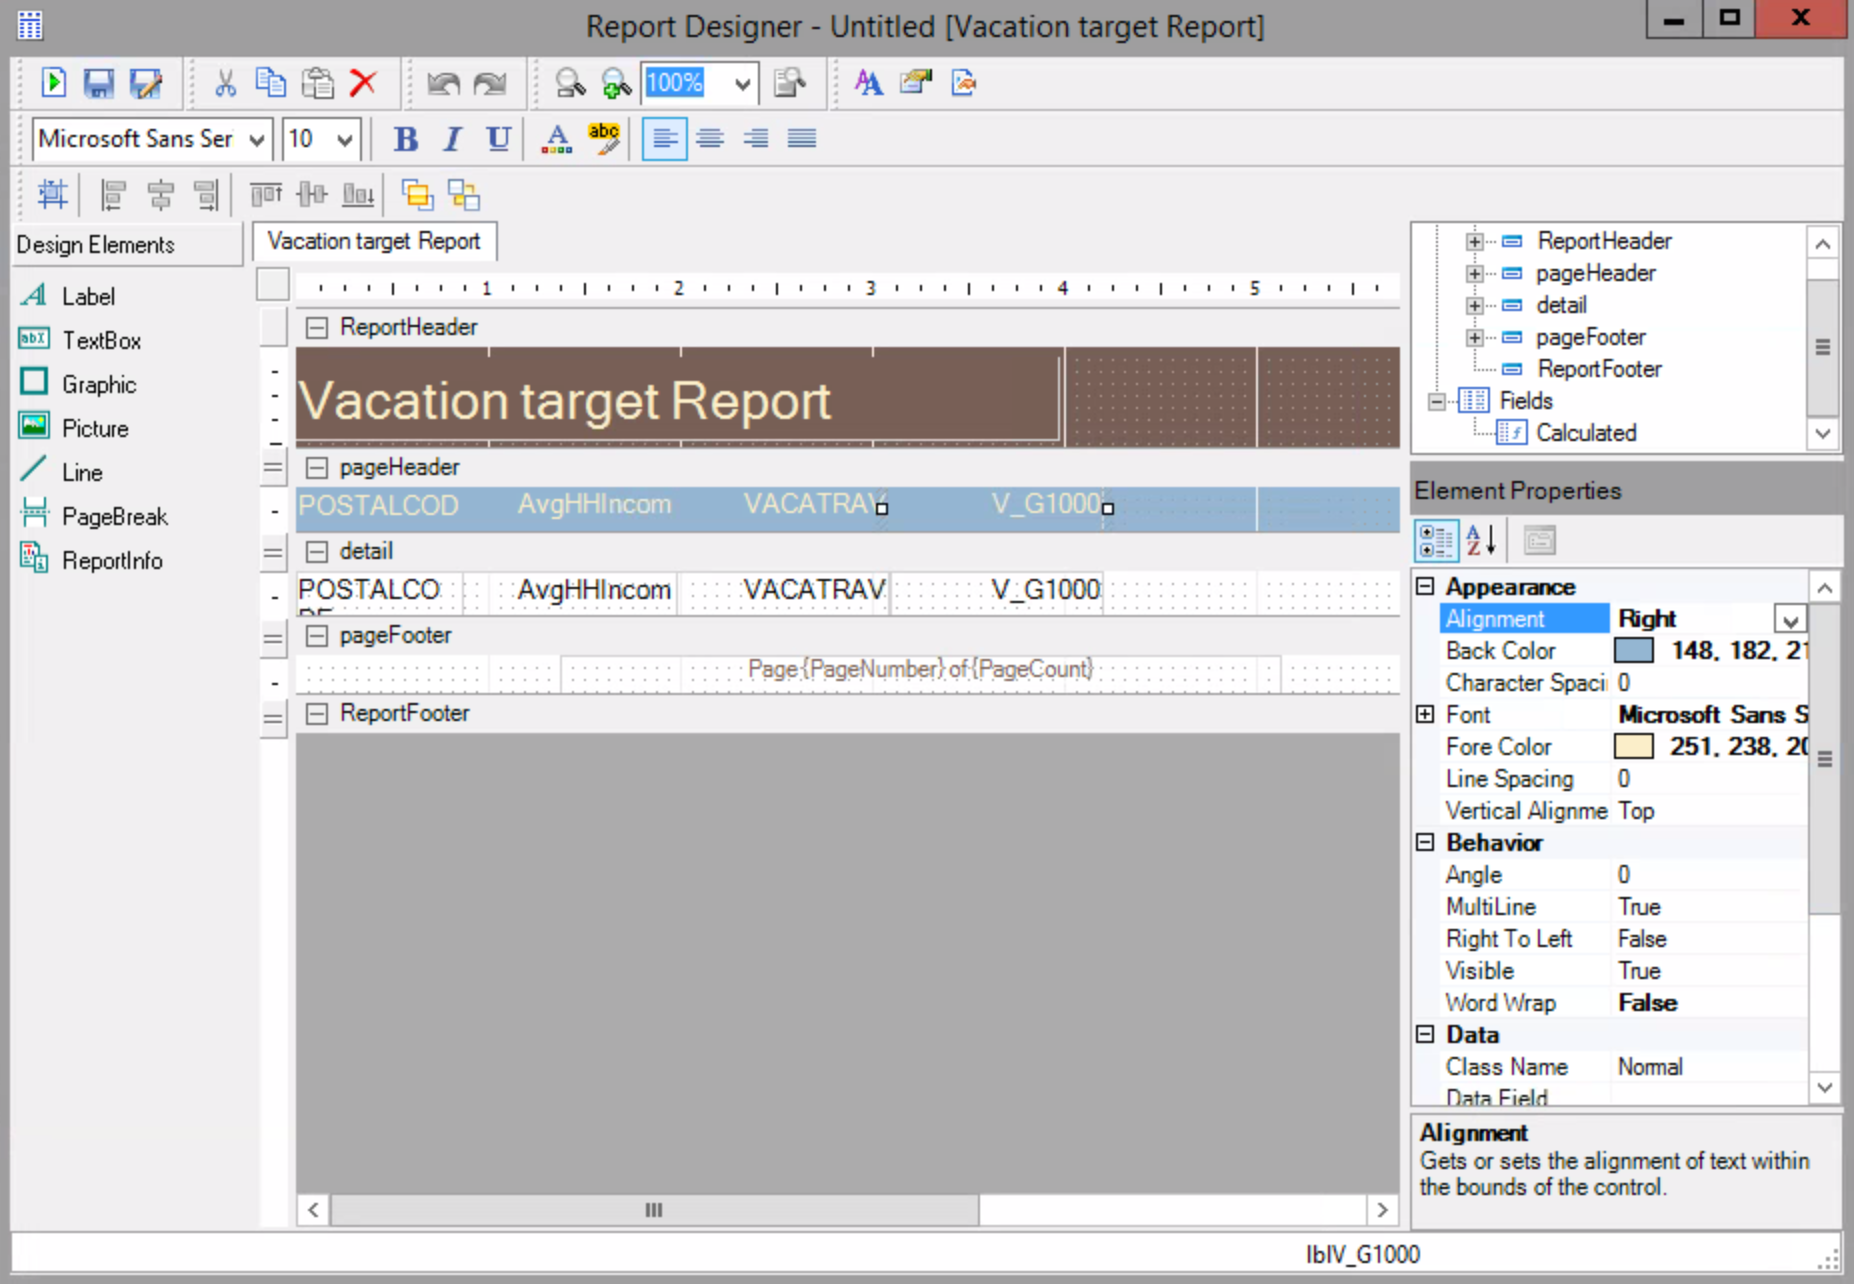 Report Designer - Untitled [Vacation target Report]
100%
Microsoft Sans Ser 10 B I U A abc
Design Elements
Label
TextBox
Graphic
Picture
Line
PageBreak
ReportInfo
Vacation target Report
1 2 3 4 5
ReportHeader
Vacation target Report
pageHeader
POSTALCOD AvgHHIncom VACATRAV V_G1000
detail
POSTALCO AvgHHIncom VACATRAV V_G1000
pageFooter
Page {PageNumber} of {PageCount}
ReportFooter
ReportHeader
pageHeader
detail
pageFooter
ReportFooter
Fields
Calculated
Element Properties
Appearance
Alignment Right
Back Color 148, 182, 21
Character Spaci 0
Font Microsoft Sans S
Fore Color 251, 238, 20
Line Spacing 0
Vertical Alignme Top
Behavior
Angle 0
MultiLine True
Right To Left False
Visible True
Word Wrap False
Data
Class Name Normal
Data Field
Alignment
Gets or sets the alignment of text within
the bounds of the control.
lblV_G1000